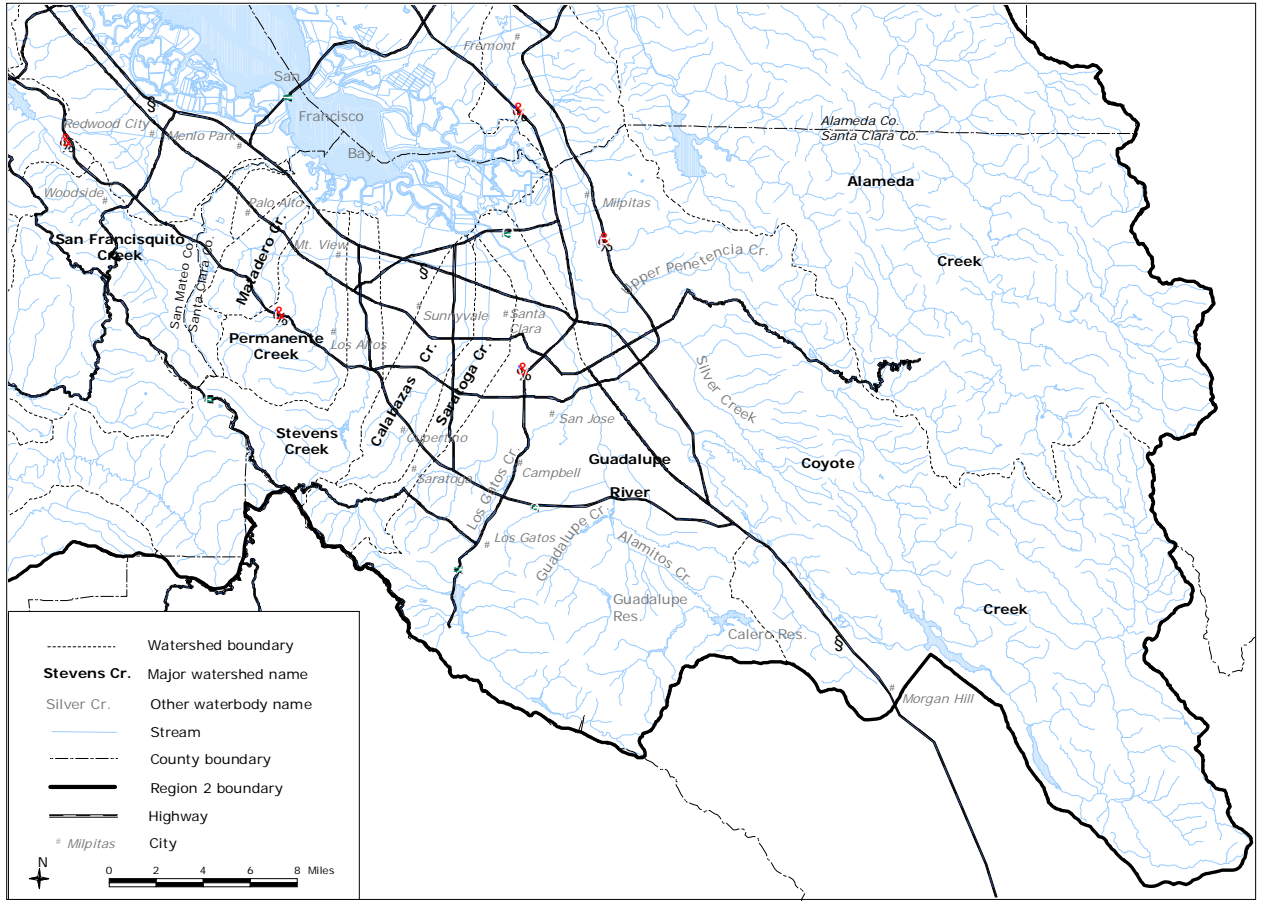 Fremont
San
Francisco
Bay
Redwood City
Menlo Park
Alameda Co.
Santa Clara Co.
Alameda
Woodside
Palo Alto
Milpitas
San Francisquito
Creek
San Mateo Co.
Santa Clara Co.
Matadero Cr.
Mt. View
Upper Penetencia Cr.
Creek
Sunnyvale
Santa
Clara
Permanente
Creek
Los Altos
Calabazas Cr.
Saratoga Cr.
Silver Creek
San Jose
Stevens
Creek
Cupertino
Guadalupe
River
Coyote
Saratoga
Los Gatos Cr.
Campbell
Los Gatos
Guadalupe Cr.
Alamitos Cr.
Guadalupe
Res.
Calero Res.
Creek
Morgan Hill
Watershed boundary
Stevens Cr. Major watershed name
Silver Cr. Other waterbody name
Stream
County boundary
Region 2 boundary
Highway
# Milpitas City
N
0 2 4 6 8 Miles